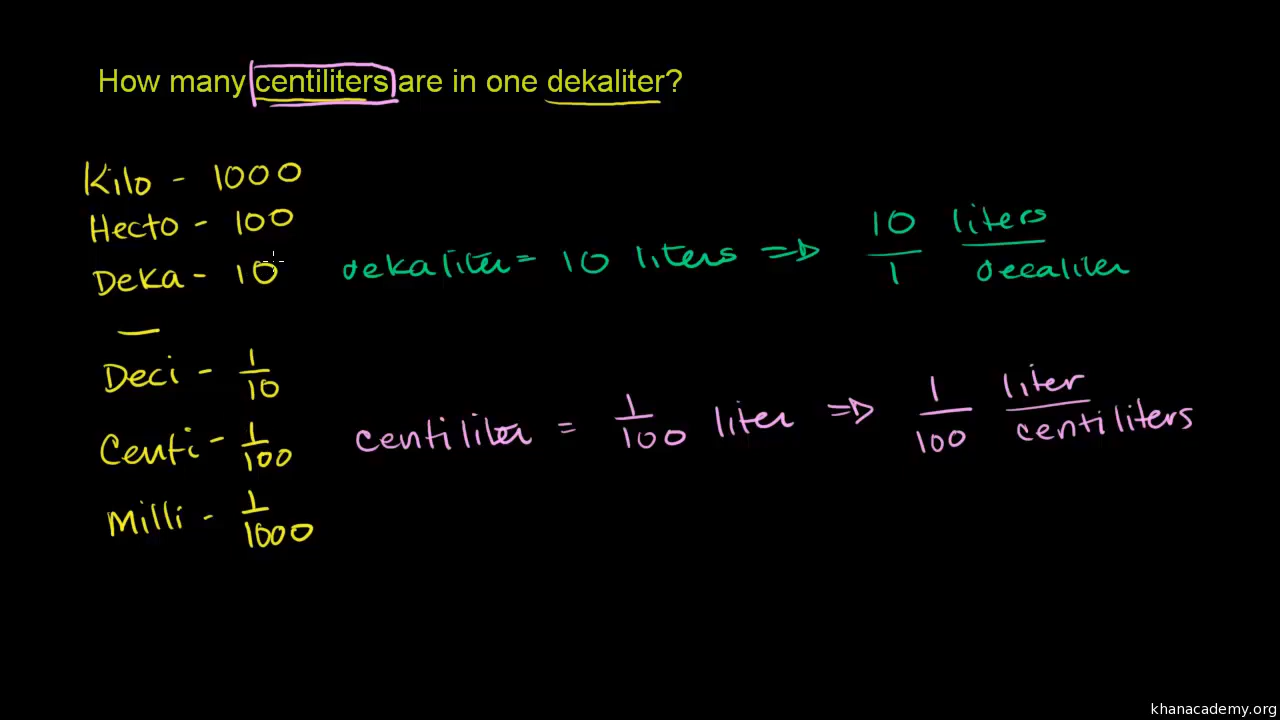 How many centiliters are in one dekaliter?
Kilo - 1000
Hecto - 100
Deka - 10 dekaliter = 10 liters ⇒ 10/1 liters/decaliter
Deci - 1/10
Centi - 1/100 centiliter = 1/100 liter ⇒ 1/100 liter/centiliters
Milli - 1/1000
khanacademy.org